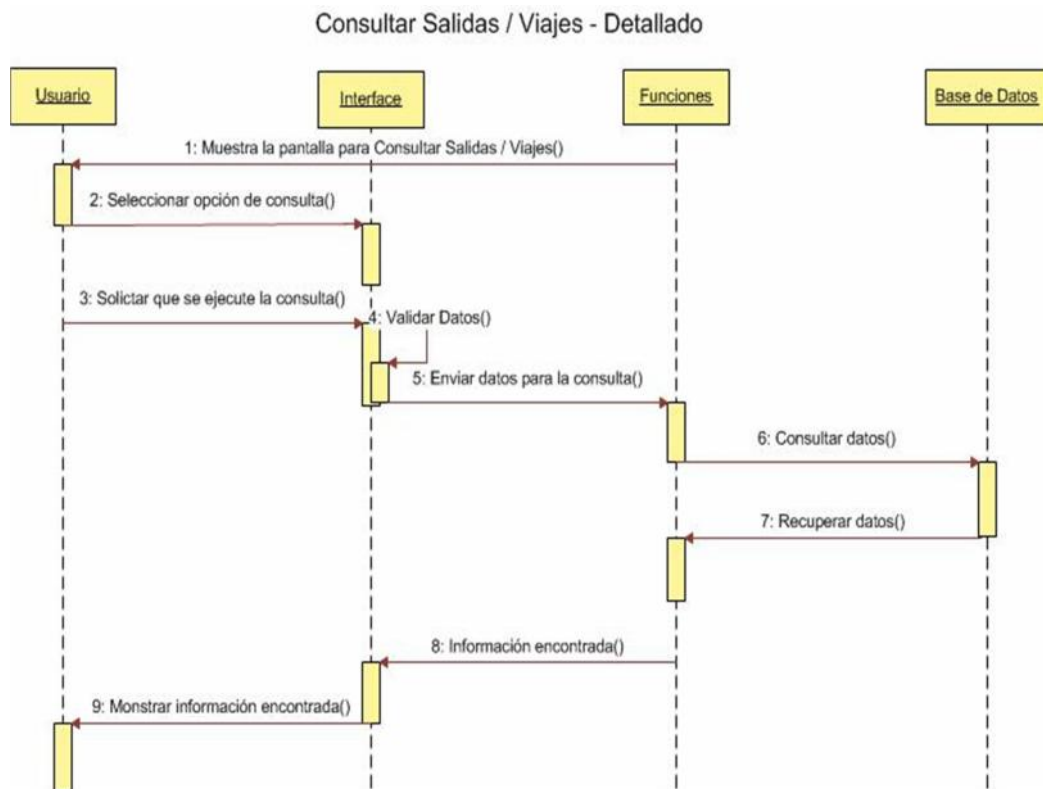 Consultar Salidas / Viajes - Detallado
Usuario
Interface
Funciones
Base de Datos
1: Muestra la pantalla para Consultar Salidas / Viajes()
2: Seleccionar opción de consulta()
3: Solictar que se ejecute la consulta()
4: Validar Datos()
5: Enviar datos para la consulta()
6: Consultar datos()
7: Recuperar datos()
8: Información encontrada()
9: Monstrar información encontrada()